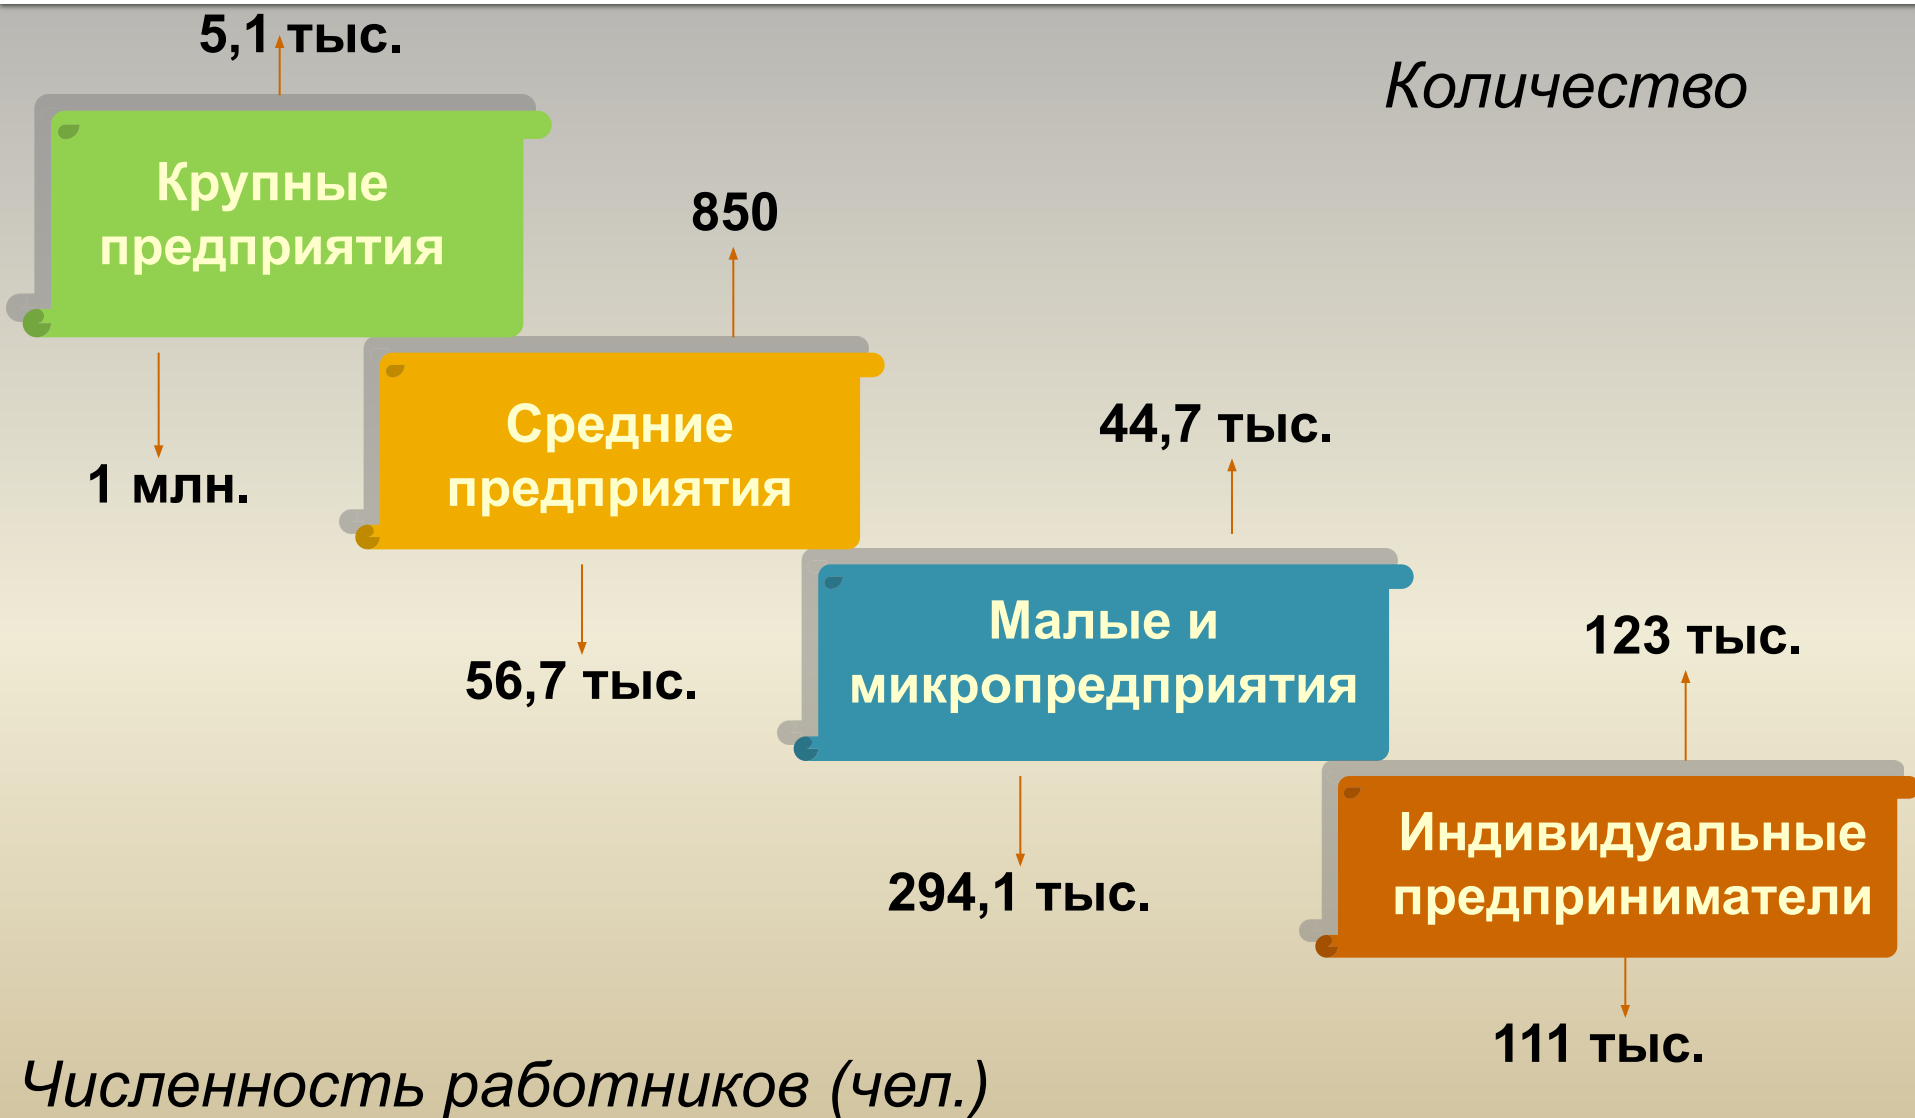 5,1 тыс.
Количество
Крупные
предприятия
850
1 млн.
Средние
предприятия
44,7 тыс.
56,7 тыс.
Малые и
микропредприятия
123 тыс.
294,1 тыс.
Индивидуальные
предприниматели
111 тыс.
Численность работников (чел.)